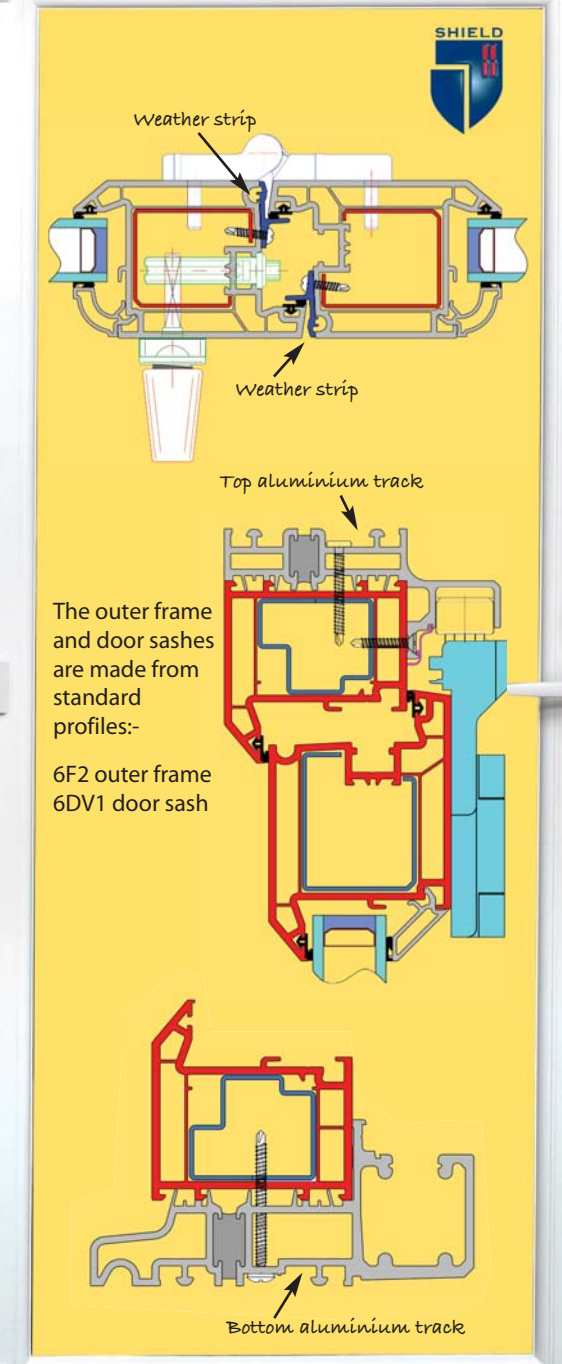 SHIELD
Weather strip
Weather strip
Top aluminium track
The outer frame
and door sashes
are made from
standard
profiles:-
6F2 outer frame
6DV1 door sash
Bottom aluminium track